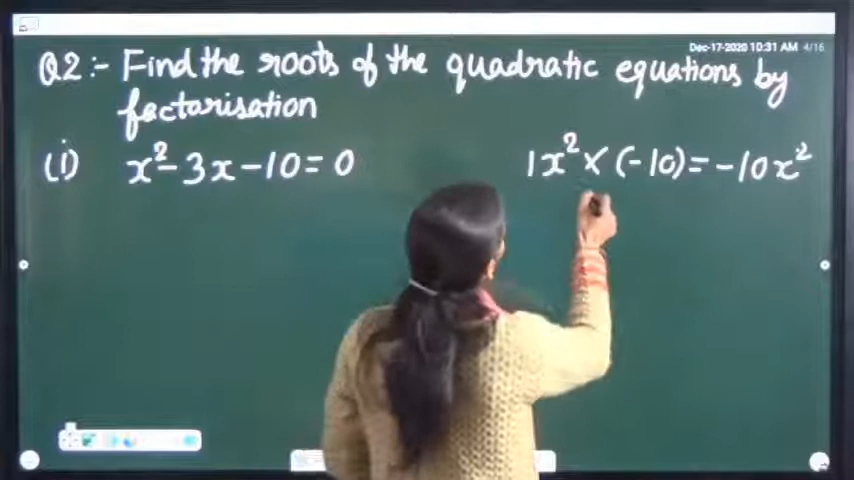 Dec-17-2020 10:31 AM 4/16
Q2:- Find the roots of the quadratic equations by
factorisation
(i) x²-3x-10=0
1x² × (-10) = -10x²